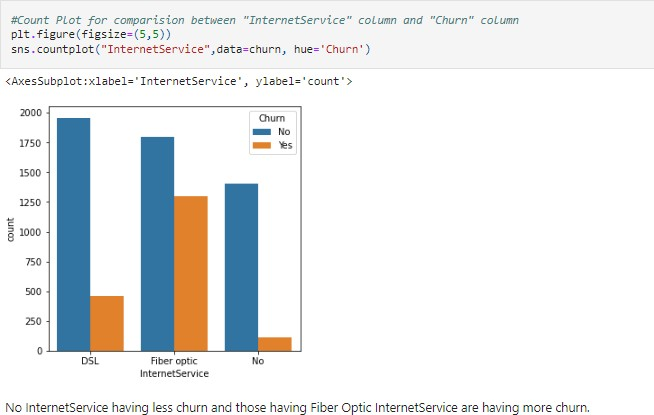 #Count Plot for comparision between "InternetService" column and "Churn" column
plt.figure(figsize=(5,5))
sns.countplot("InternetService",data=churn, hue='Churn')
<AxesSubplot:xlabel='InternetService', ylabel='count'>
Churn
No
Yes
2000
1750
1500
1250
1000
750
500
250
0
count
DSL Fiber optic No
InternetService
No InternetService having less churn and those having Fiber Optic InternetService are having more churn.